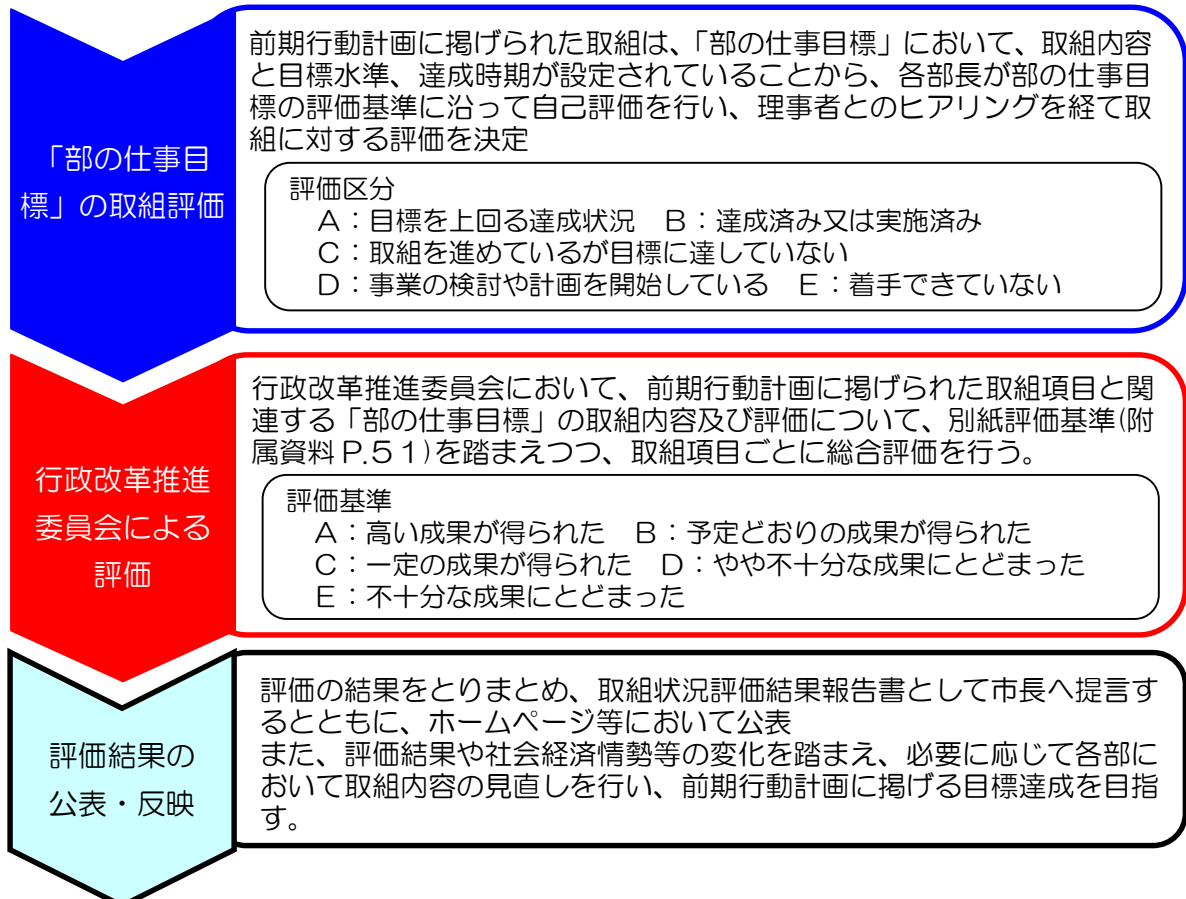 「部の仕事目
標」の取組評価
前期行動計画に掲げられた取組は、「部の仕事目標」において、取組内容
と目標水準、達成時期が設定されていることから、各部長が部の仕事目
標の評価基準に沿って自己評価を行い、理事者とのヒアリングを経て取
組に対する評価を決定
評価区分
Ａ：目標を上回る達成状況　Ｂ：達成済み又は実施済み
Ｃ：取組を進めているが目標に達していない
Ｄ：事業の検討や計画を開始している　Ｅ：着手できていない
行政改革推進
委員会による
評価
行政改革推進委員会において、前期行動計画に掲げられた取組項目と関
連する「部の仕事目標」の取組内容及び評価について、別紙評価基準(附
属資料 P.５１)を踏まえつつ、取組項目ごとに総合評価を行う。
評価基準
Ａ：高い成果が得られた　Ｂ：予定どおりの成果が得られた
Ｃ：一定の成果が得られた　Ｄ：やや不十分な成果にとどまった
Ｅ：不十分な成果にとどまった
評価結果の
公表・反映
評価の結果をとりまとめ、取組状況評価結果報告書として市長へ提言す
るとともに、ホームページ等において公表
また、評価結果や社会経済情勢等の変化を踏まえ、必要に応じて各部に
おいて取組内容の見直しを行い、前期行動計画に掲げる目標達成を目指
す。